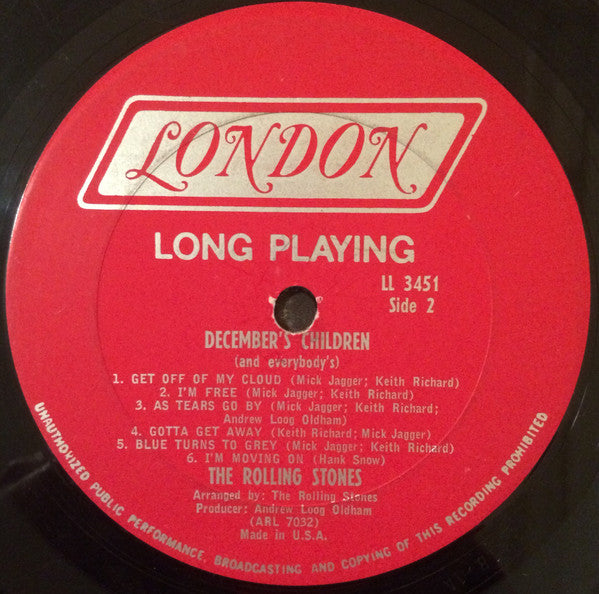 LONDON
LONG PLAYING
LL 3451
Side 2
DECEMBER'S CHILDREN
(and everybody's)
1. GET OFF OF MY CLOUD (Mick Jagger; Keith Richard)
2. I'M FREE (Mick Jagger; Keith Richard)
3. AS TEARS GO BY (Mick Jagger; Keith Richard;
Andrew Loog Oldham)
4. GOTTA GET AWAY (Keith Richard; Mick Jagger)
5. BLUE TURNS TO GREY (Mick Jagger; Keith Richard)
6. I'M MOVING ON (Hank Snow)
THE ROLLING STONES
Arranged by: The Rolling Stones
Producer: Andrew Loog Oldham
(ARL 7032)
Made in U.S.A.
UNAUTHORIZED PUBLIC PERFORMANCE, BROADCASTING AND COPYING OF THIS RECORDING PROHIBITED